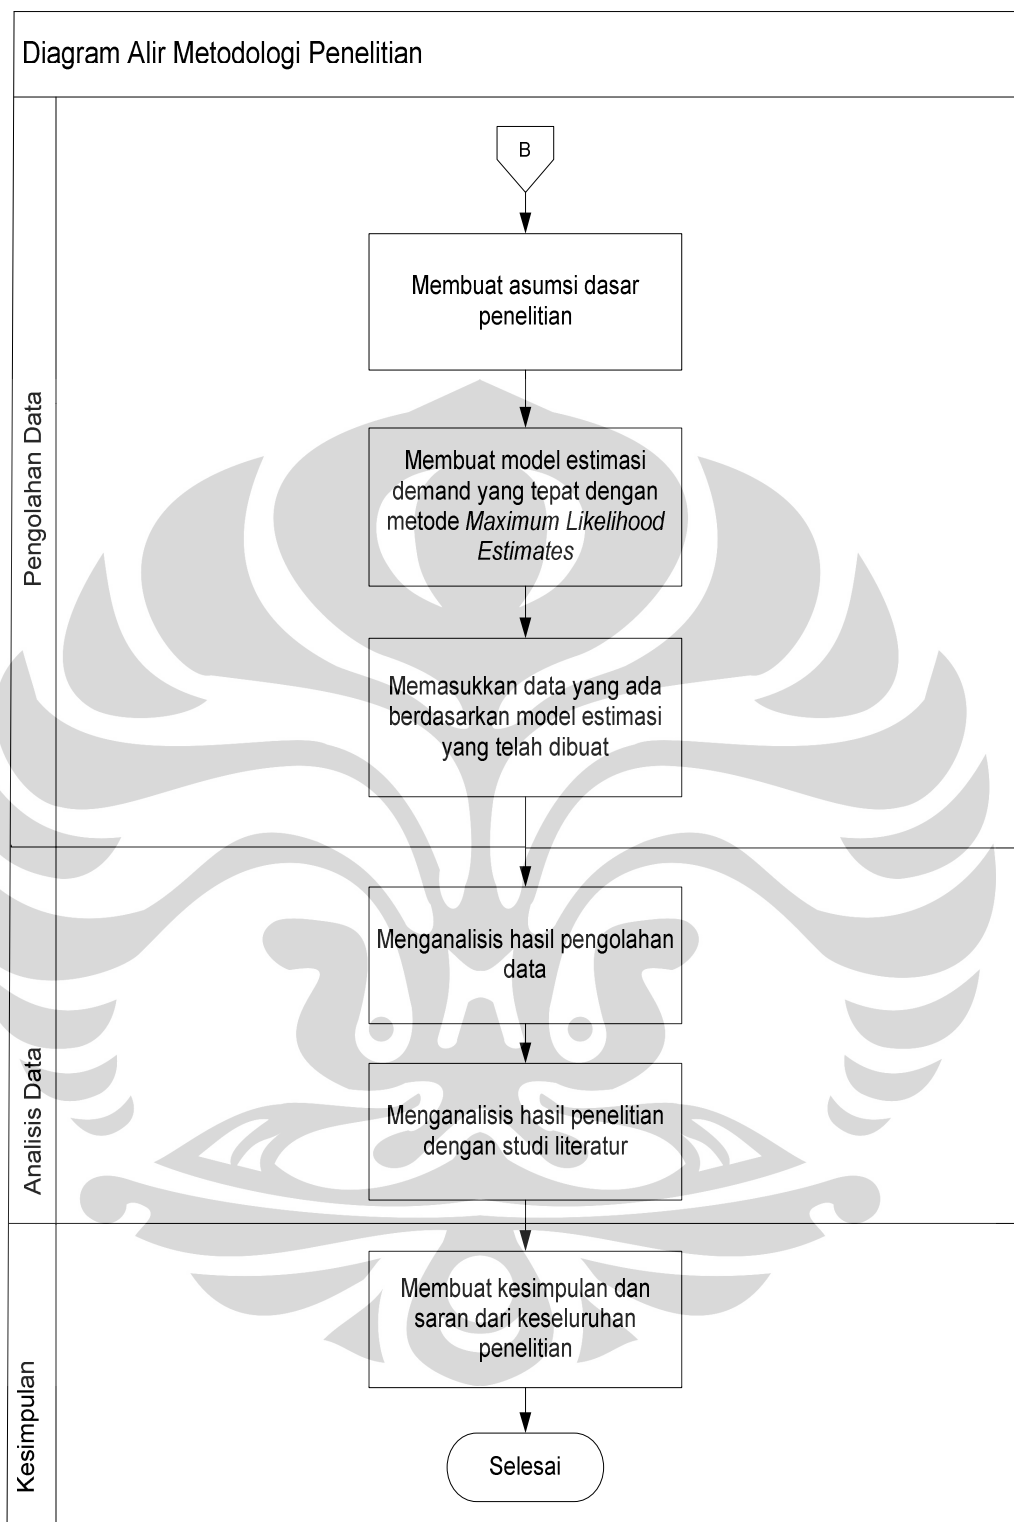 Diagram Alir Metodologi Penelitian
Pengolahan Data
B
Membuat asumsi dasar
penelitian
Membuat model estimasi
demand yang tepat dengan
metode Maximum Likelihood
Estimates
Memasukkan data yang ada
berdasarkan model estimasi
yang telah dibuat
Analisis Data
Menganalisis hasil pengolahan
data
Menganalisis hasil penelitian
dengan studi literatur
Kesimpulan
Membuat kesimpulan dan
saran dari keseluruhan
penelitian
Selesai